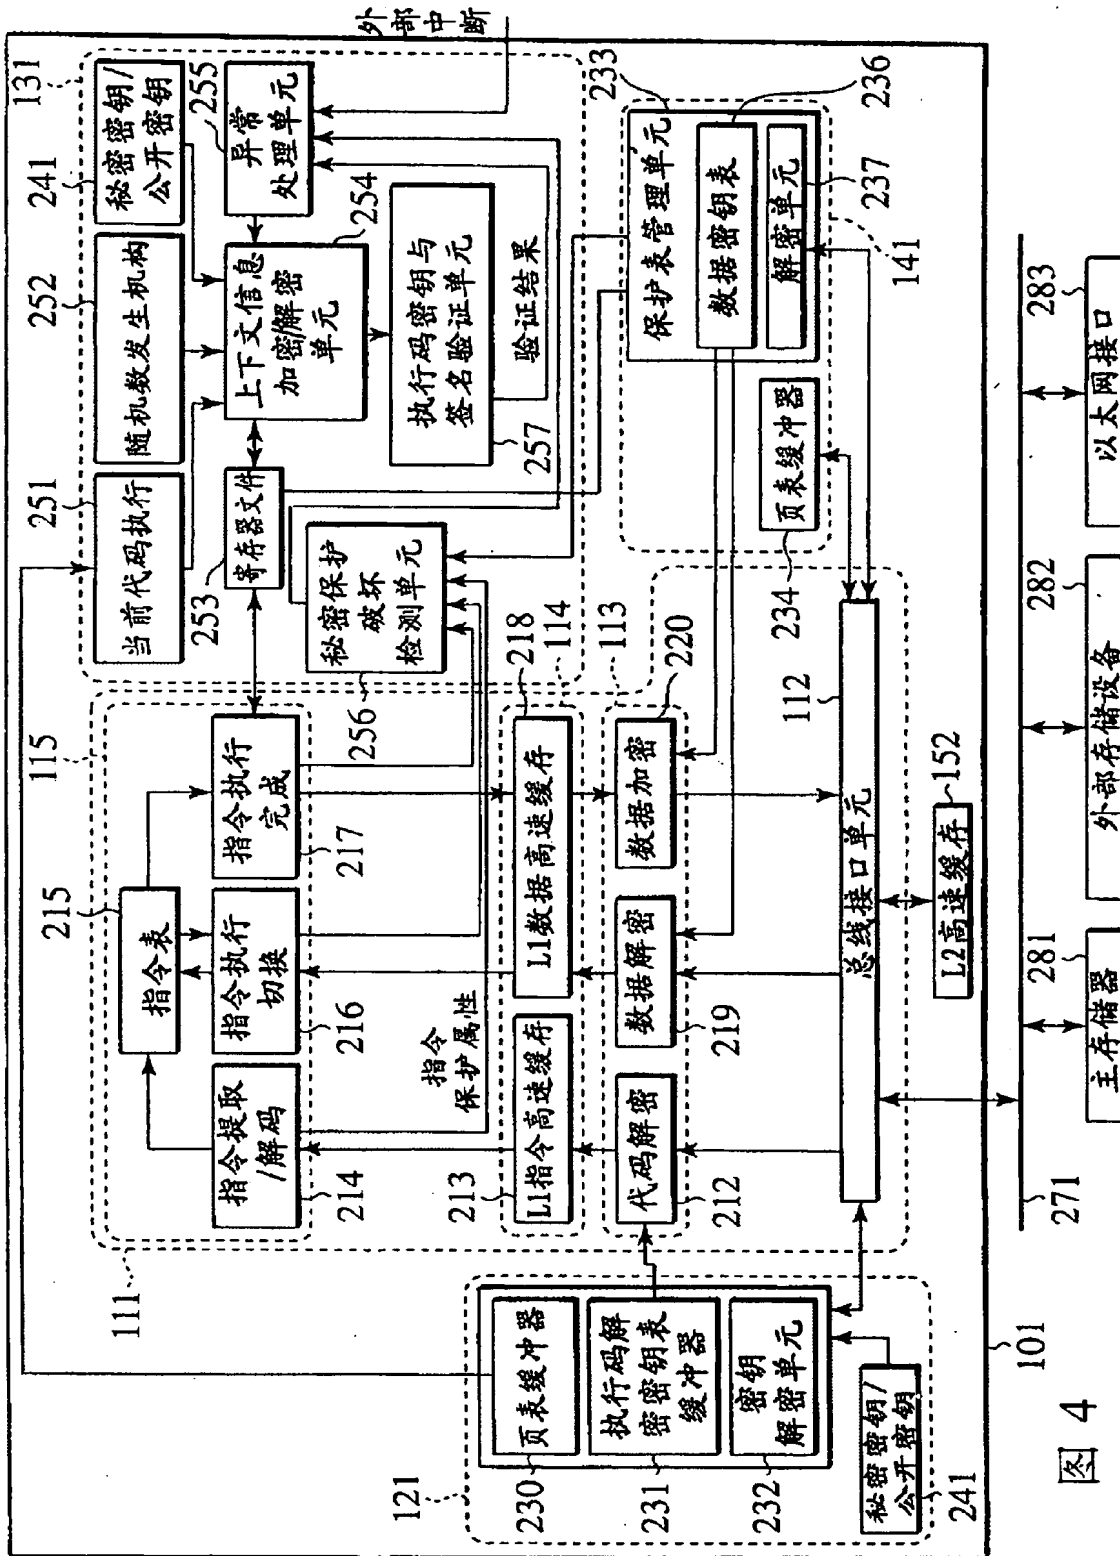 外部中断
131
241
秘密密钥/
公开密钥
252
随机数发生机构
251
当前代码执行
255
异常
处理单元
254
上下文信息
加密/解密
单元
253
寄存器文件
执行码密钥与
签名验证单元
257
验证结果
256
秘密保护
破坏
检测单元
115
215
指令表
指令提取
/解码
214
指令执行
切换
216
指令执行
完成
217
指令
保护属性
111
114
L1指令高速缓存
213
L1数据高速缓存
218
113
代码解密
212
数据解密
219
数据加密
220
233
保护表管理单元
236
数据密钥表
解密单元
237
141
页表缓冲器
234
总线接口单元
112
L2高速缓存
152
121
页表缓冲器
230
执行码解
密密钥表
缓冲器
231
密钥
解密单元
232
秘密密钥/
公开密钥
241
101
271
主存储器
281
外部存储设备
282
以太网接口
283
图 4